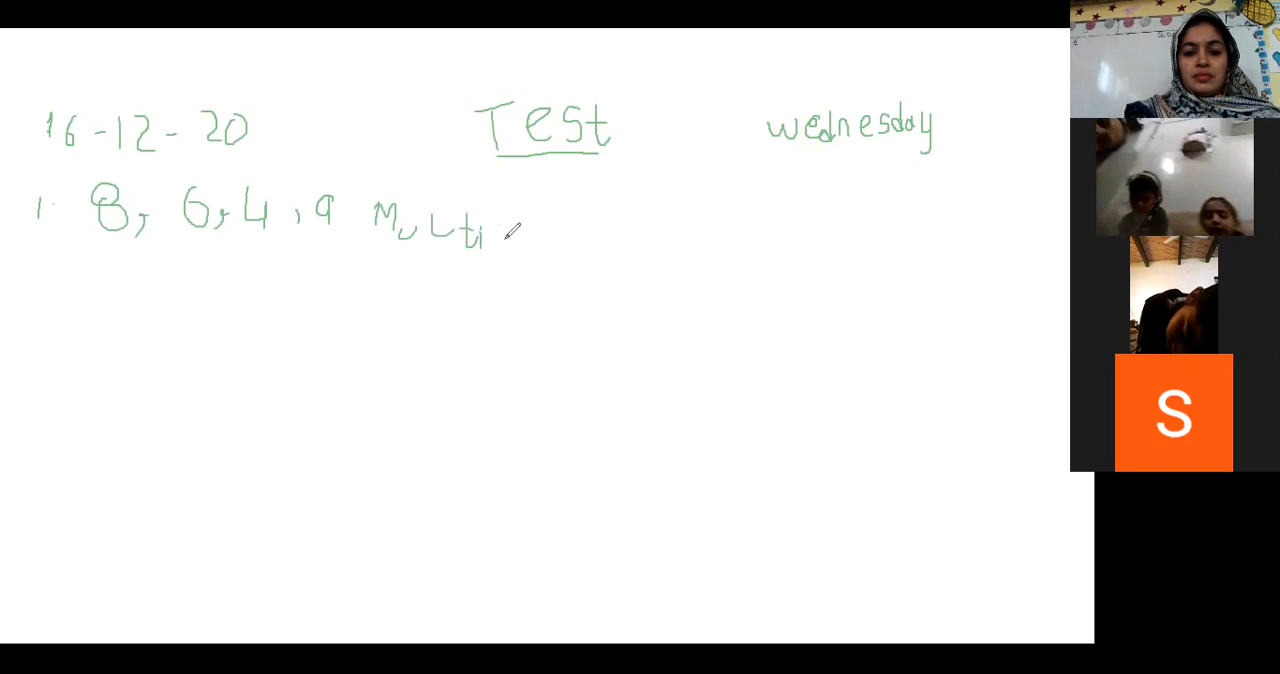 16-12-20 Test Wednesday
1. 8, 6, 4, 9 Multi
S